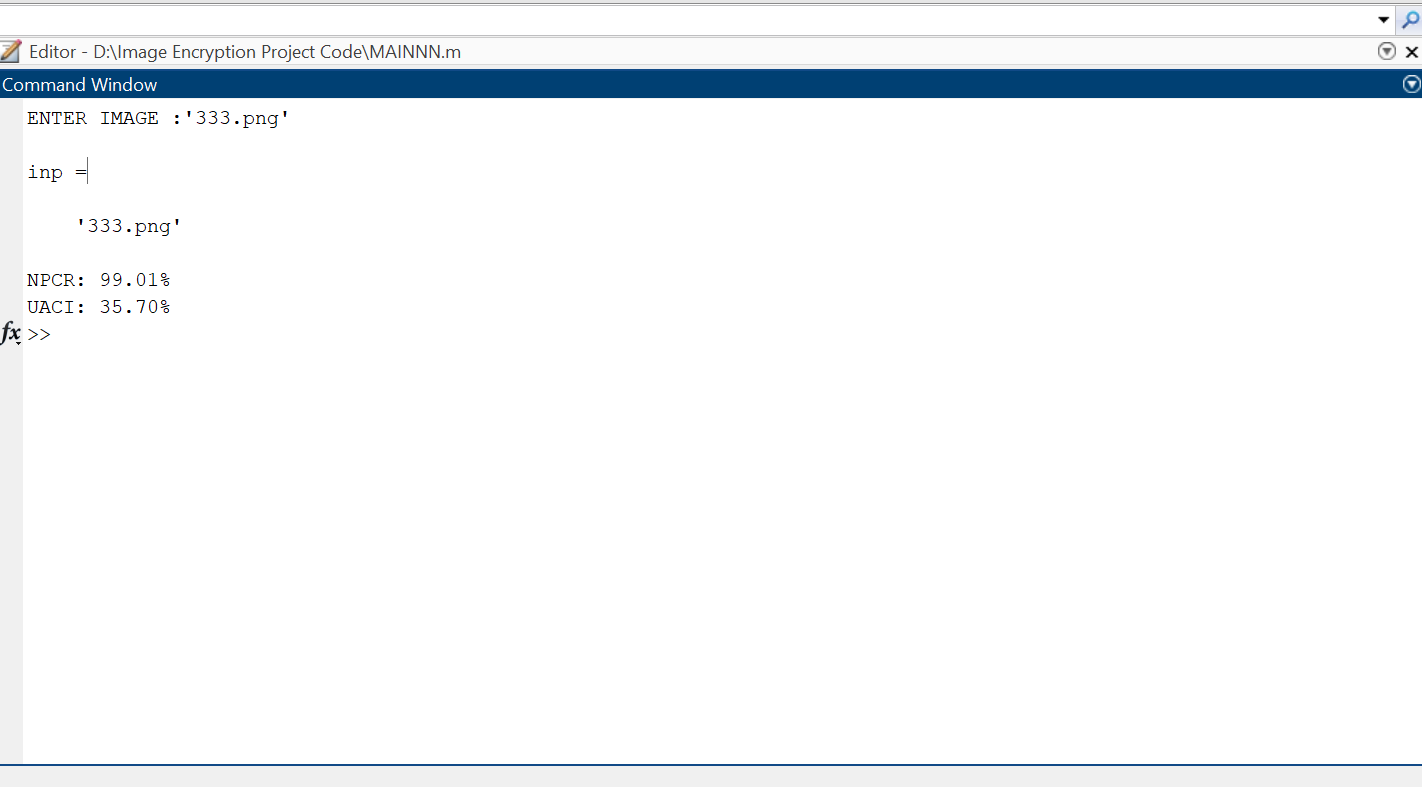 Editor - D:\Image Encryption Project Code\MAINNN.m
Command Window
ENTER IMAGE :'333.png'
inp =
'333.png'
NPCR: 99.01%
UACI: 35.70%
fx >>